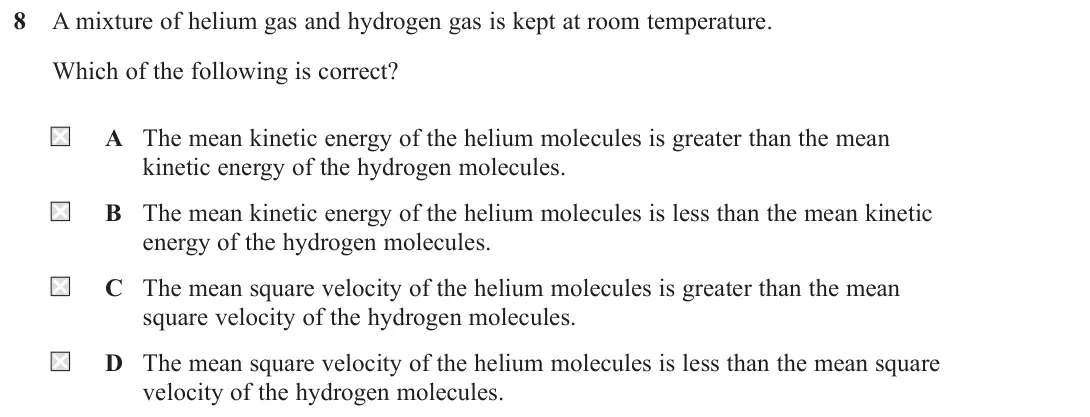 8 A mixture of helium gas and hydrogen gas is kept at room temperature.
Which of the following is correct?
A The mean kinetic energy of the helium molecules is greater than the mean
kinetic energy of the hydrogen molecules.
B The mean kinetic energy of the helium molecules is less than the mean kinetic
energy of the hydrogen molecules.
C The mean square velocity of the helium molecules is greater than the mean
square velocity of the hydrogen molecules.
D The mean square velocity of the helium molecules is less than the mean square
velocity of the hydrogen molecules.